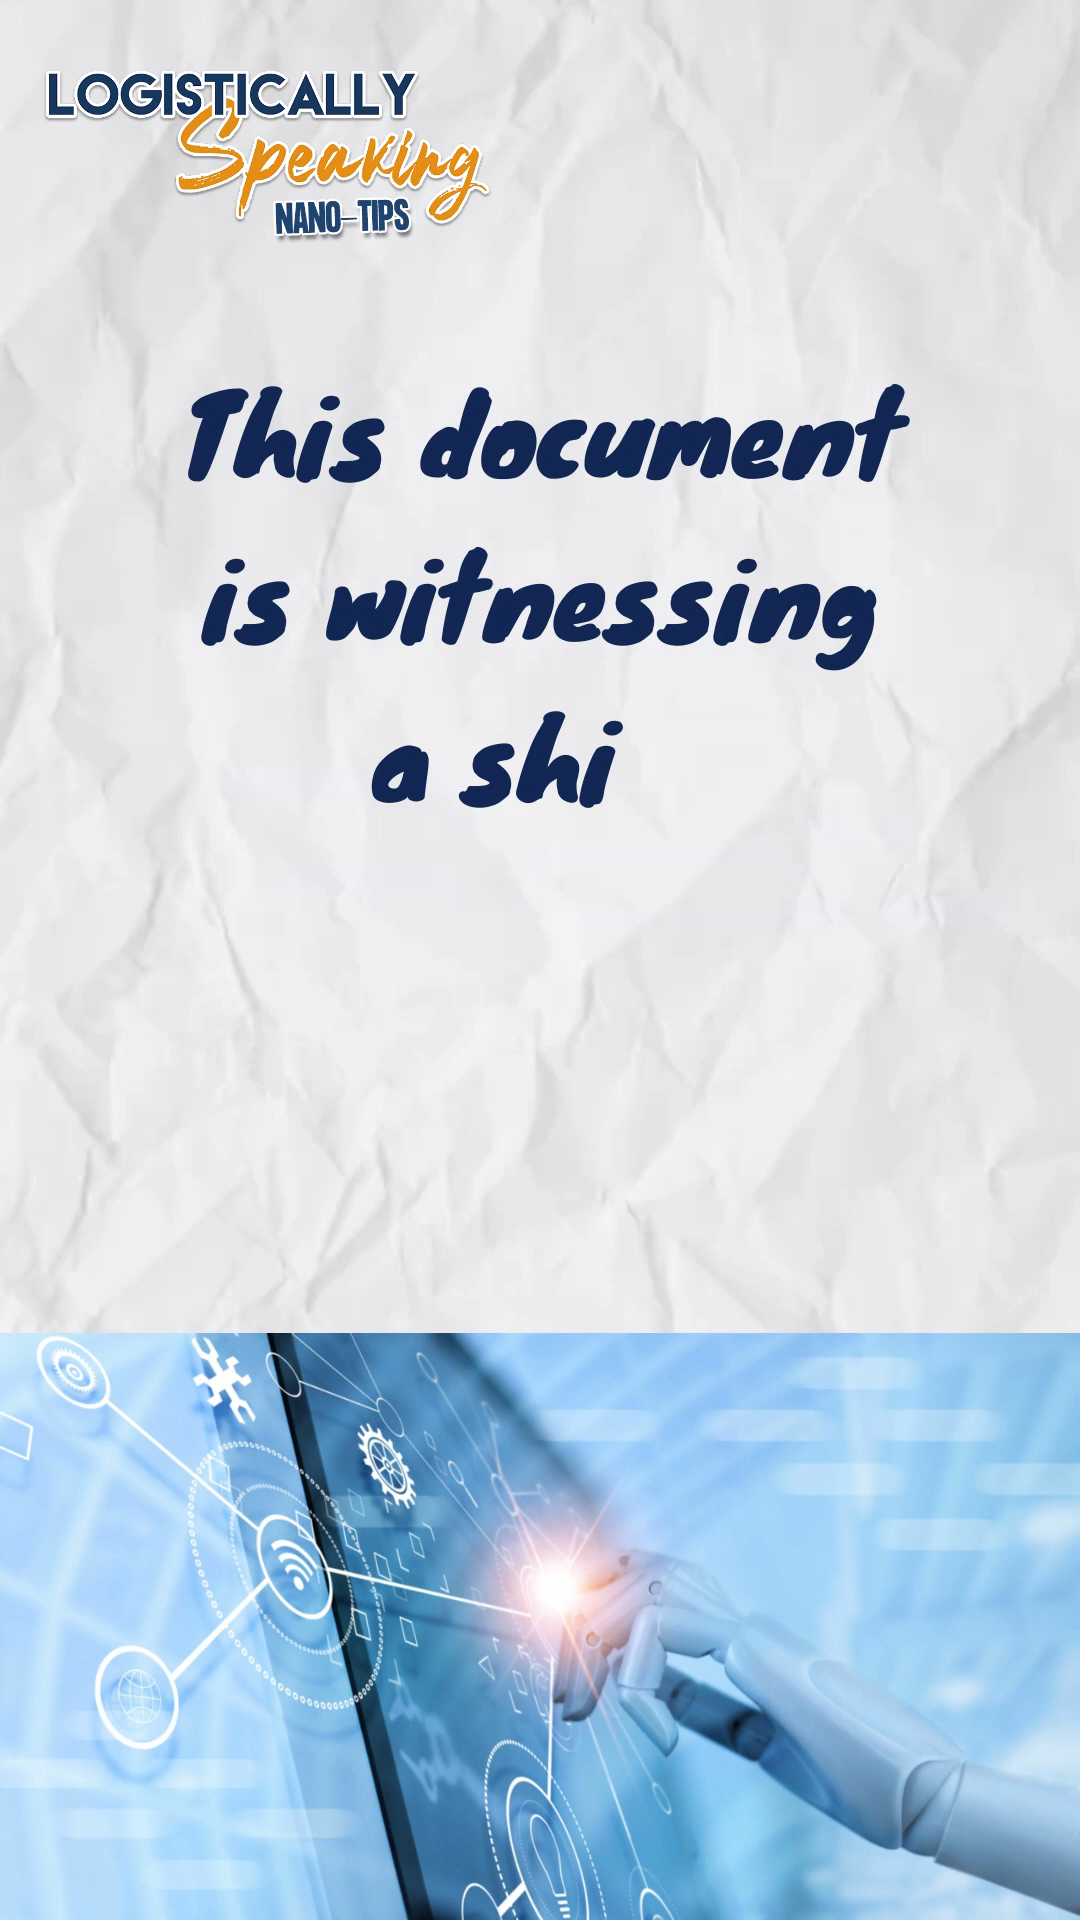 LOGISTICALLY
Speaking
NANO-TIPS
This document
is witnessing
a shi